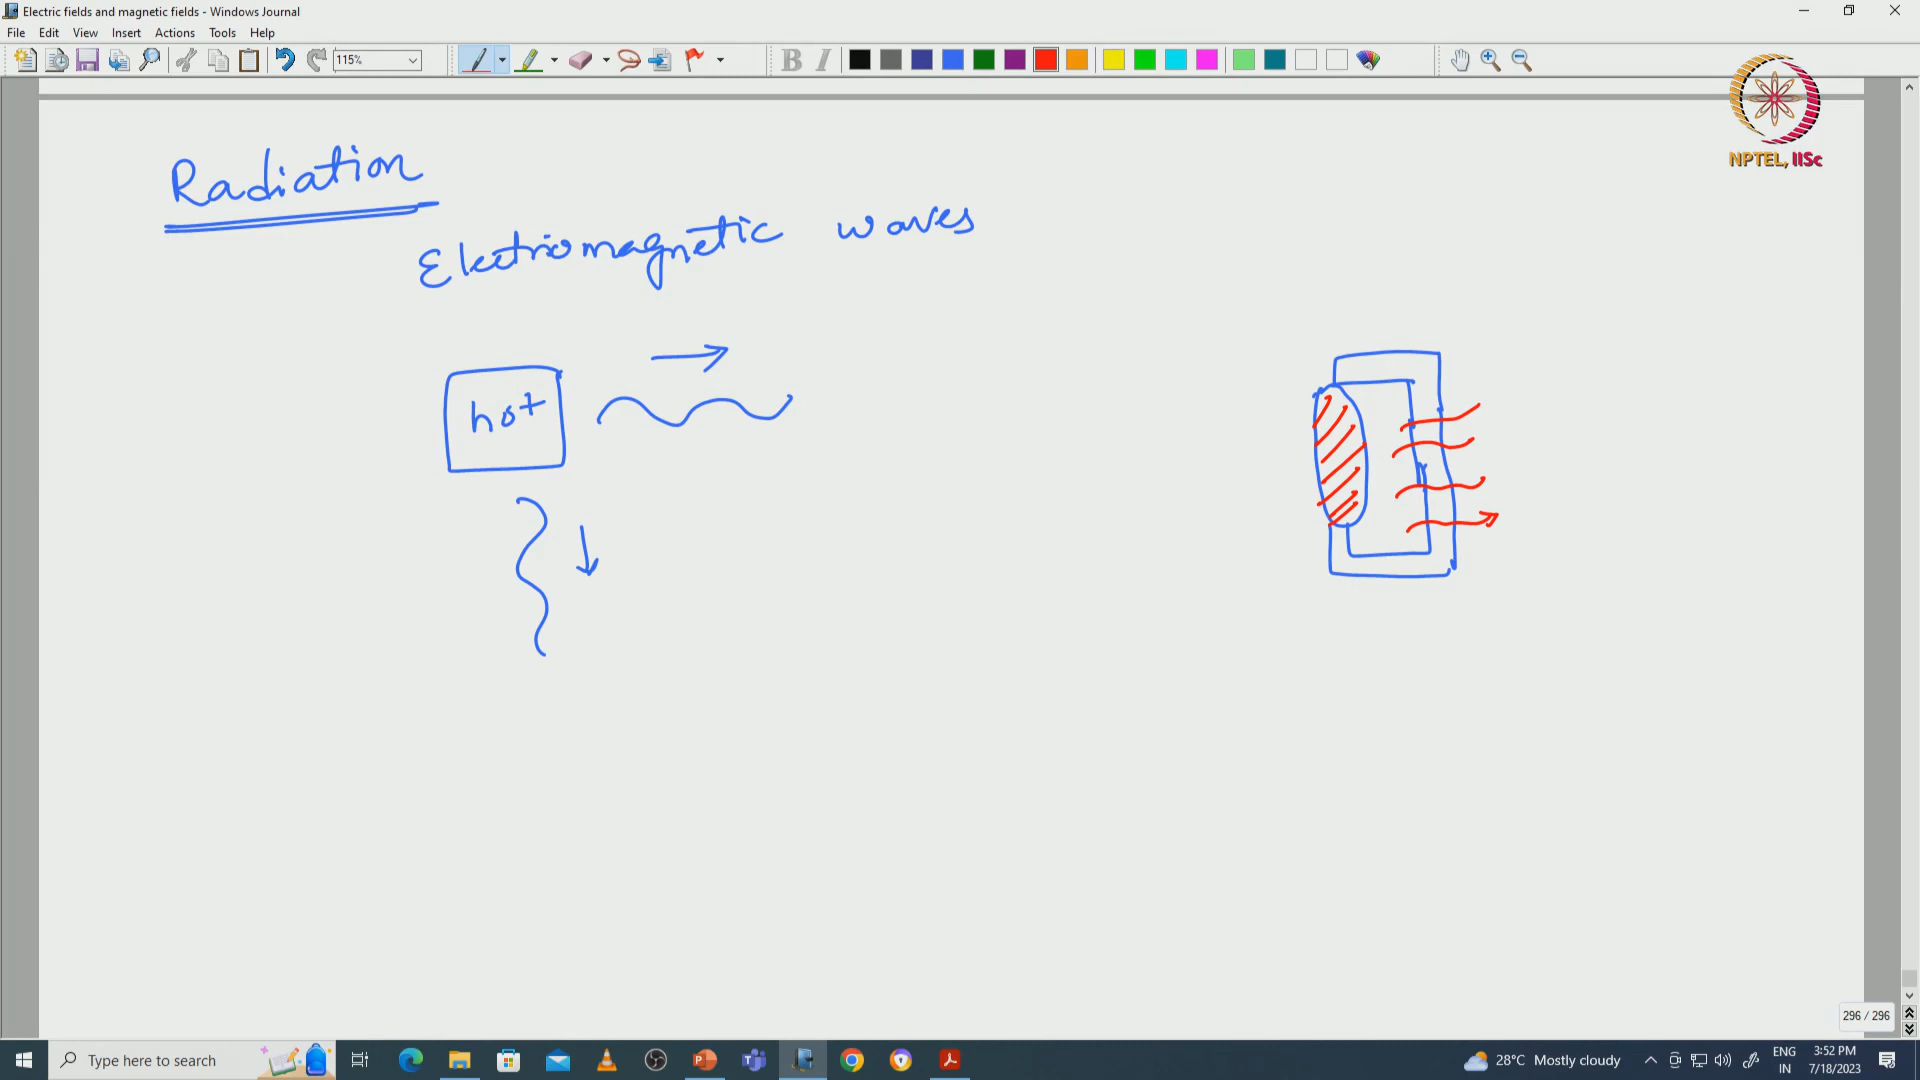 Electric fields and magnetic fields - Windows Journal
File Edit View Insert Actions Tools Help
115%
B I
NPTEL, IISc
Radiation
Electromagnetic waves
hot
296 / 296
Type here to search
28°C Mostly cloudy
ENG
IN
3:52 PM
7/18/2023